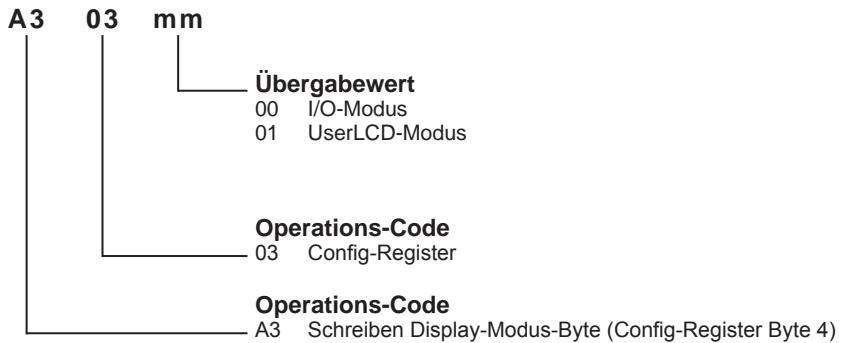 A3 03 mm
Übergabewert
00 I/O-Modus
01 UserLCD-Modus
Operations-Code
03 Config-Register
Operations-Code
A3 Schreiben Display-Modus-Byte (Config-Register Byte 4)